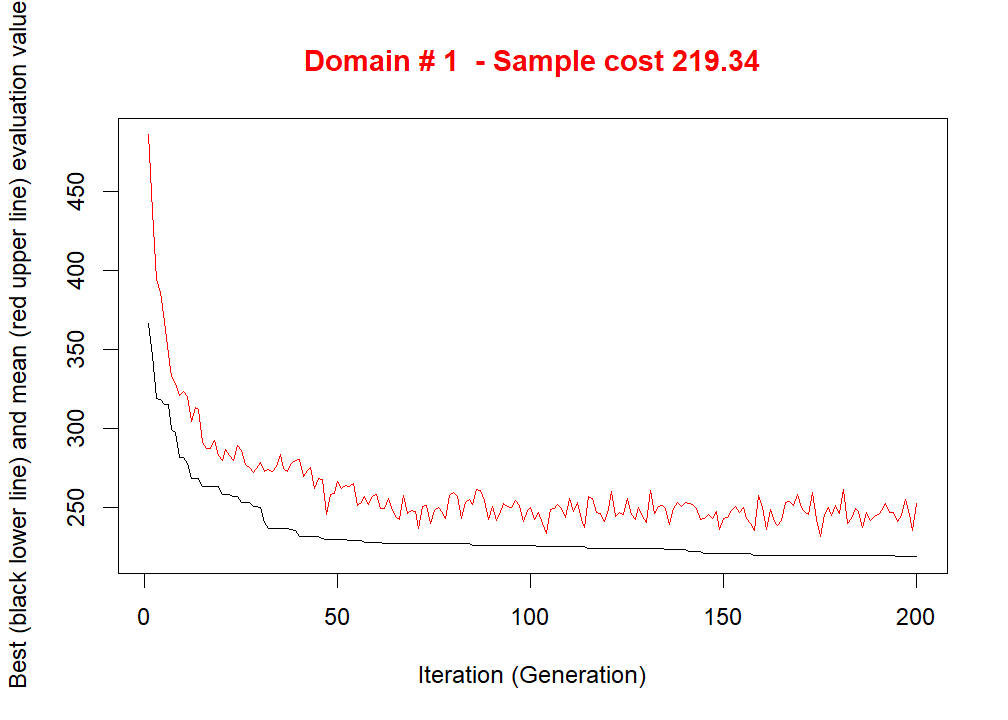 Domain # 1  - Sample cost 219.34
Best (black lower line) and mean (red upper line) evaluation value
450
400
350
300
250
0 50 100 150 200
Iteration (Generation)